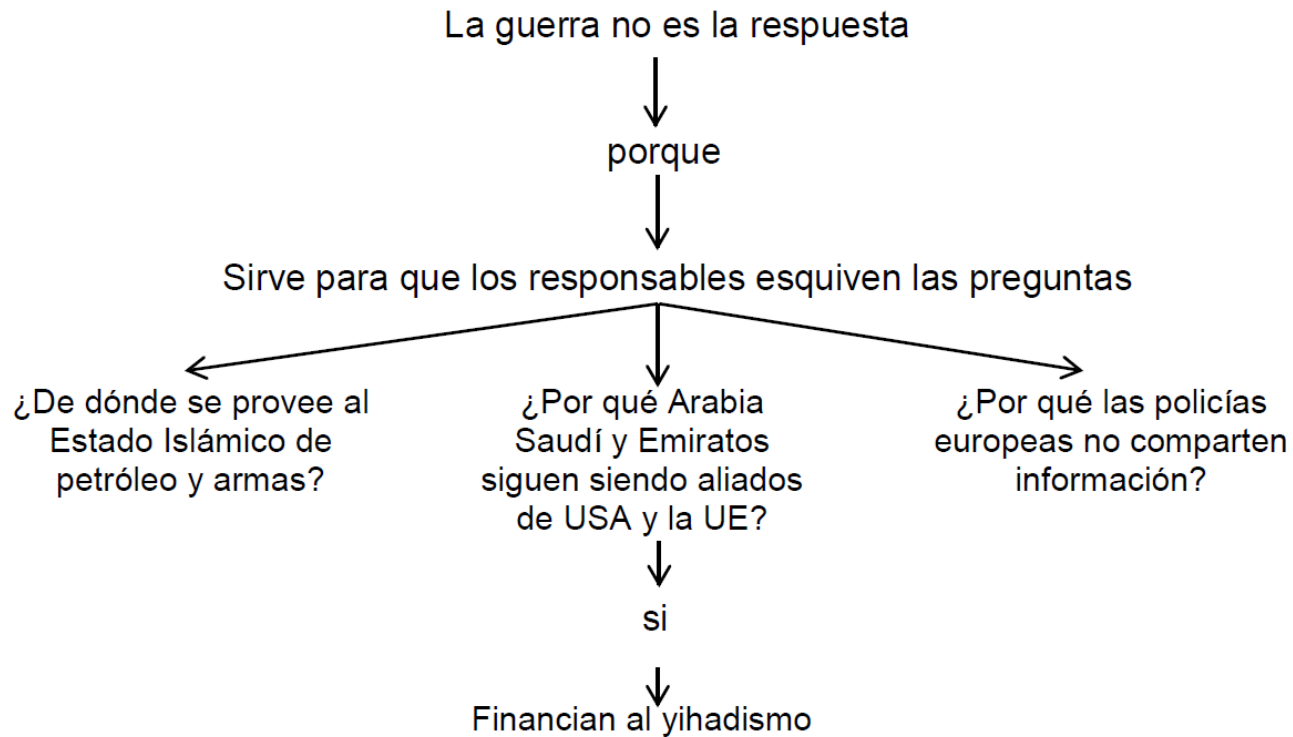 La guerra no es la respuesta
porque
Sirve para que los responsables esquiven las preguntas
¿De dónde se provee al
Estado Islámico de
petróleo y armas?
¿Por qué Arabia
Saudí y Emiratos
siguen siendo aliados
de USA y la UE?
¿Por qué las policías
europeas no comparten
información?
si
Financian al yihadismo